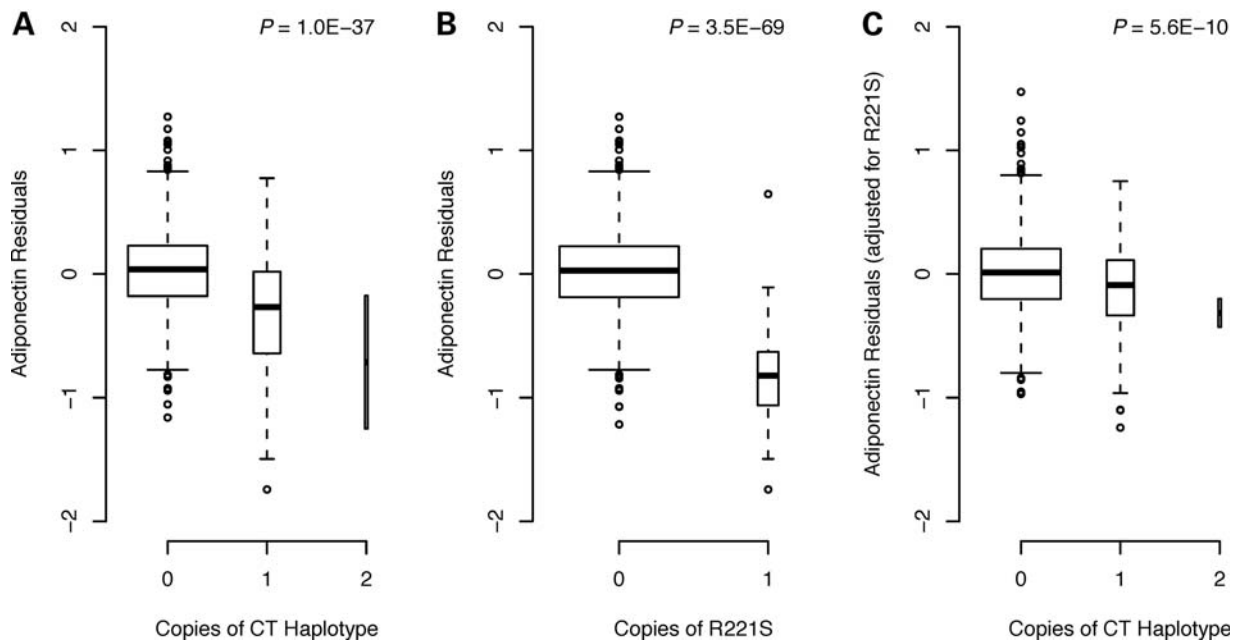 A
P = 1.0E−37
2
1
0
−1
−2
Adiponectin Residuals
0 1 2
Copies of CT Haplotype
B
P = 3.5E−69
2
1
0
−1
−2
Adiponectin Residuals
0 1
Copies of R221S
C
P = 5.6E−10
2
1
0
−1
−2
Adiponectin Residuals (adjusted for R221S)
0 1 2
Copies of CT Haplotype